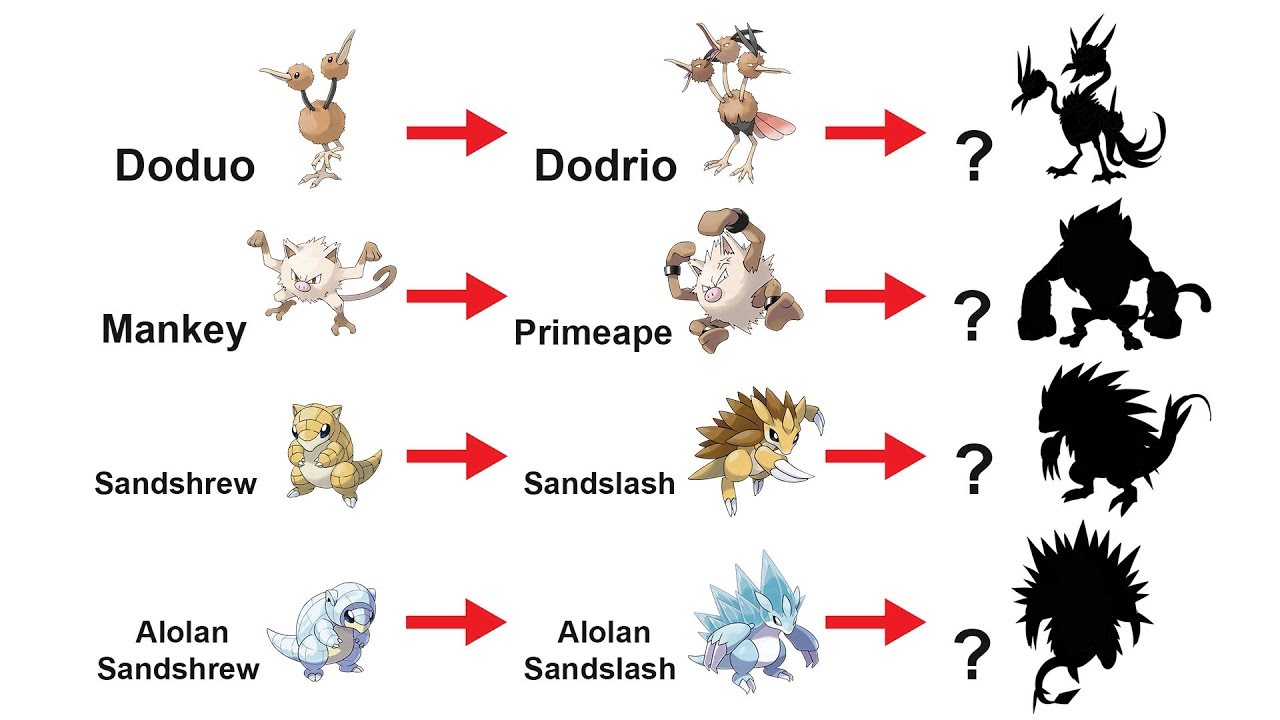 Doduo
Dodrio
?
Mankey
Primeape
?
Sandshrew
Sandslash
?
Alolan
Sandshrew
Alolan
Sandslash
?